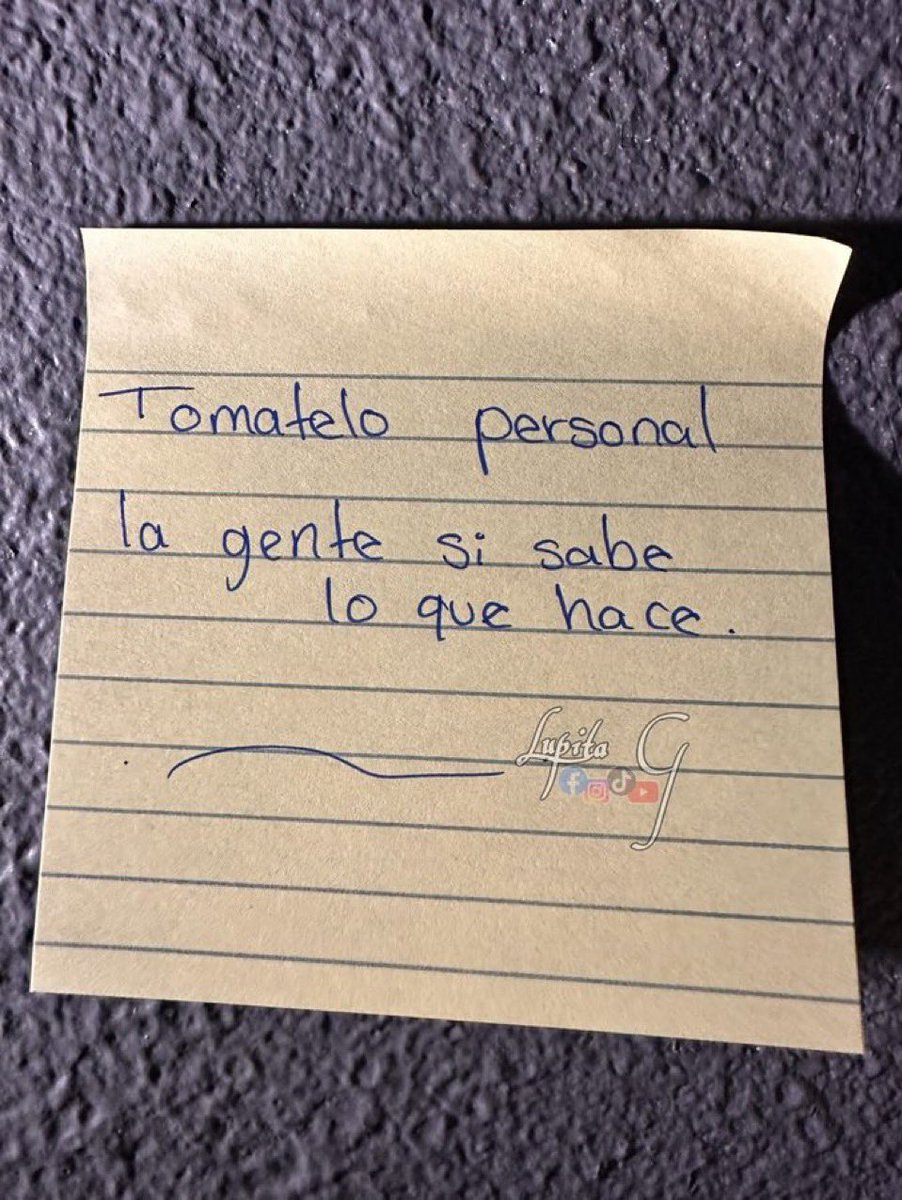 Tomatelo personal
la gente si sabe
lo que hace.
Lupita G